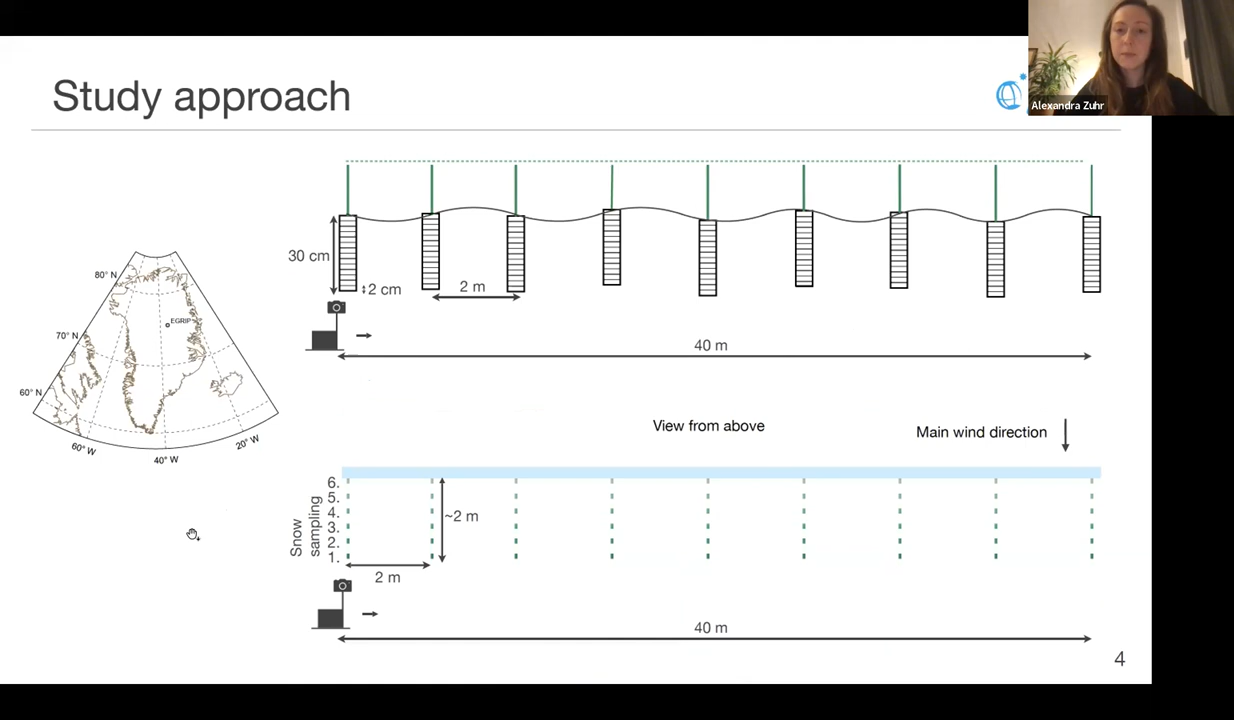 Study approach
Alexandra Zuhr
30 cm
2 cm
2 m
40 m
80° N
70° N
60° N
EGRIP
60° W
40° W
20° W
View from above
Main wind direction
Snow
sampling
6.
5.
4.
3.
2.
1.
~2 m
2 m
40 m
4